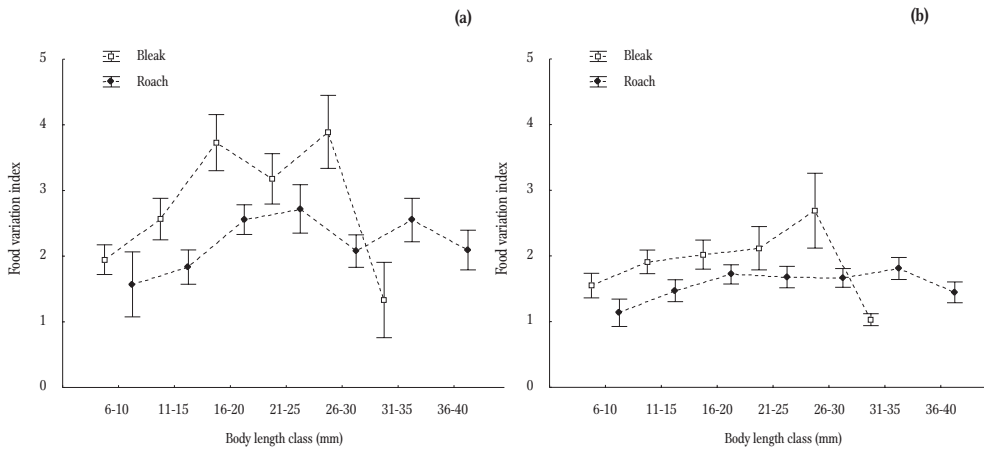 (a)
Bleak
Roach
5
4
3
2
1
0
Food variation index
6-10 11-15 16-20 21-25 26-30 31-35 36-40
Body length class (mm)
(b)
Bleak
Roach
5
4
3
2
1
0
Food variation index
6-10 11-15 16-20 21-25 26-30 31-35 36-40
Body length class (mm)